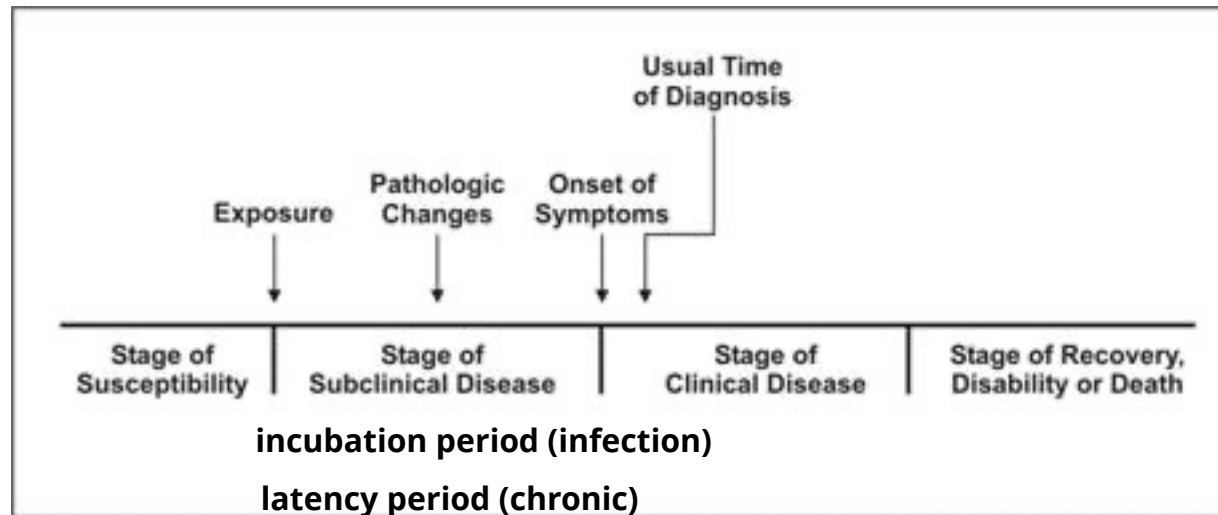 Usual Time
of Diagnosis
Pathologic
Changes
Onset of
Symptoms
Exposure
Stage of
Susceptibility
Stage of
Subclinical Disease
Stage of
Clinical Disease
Stage of Recovery,
Disability or Death
incubation period (infection)
latency period (chronic)